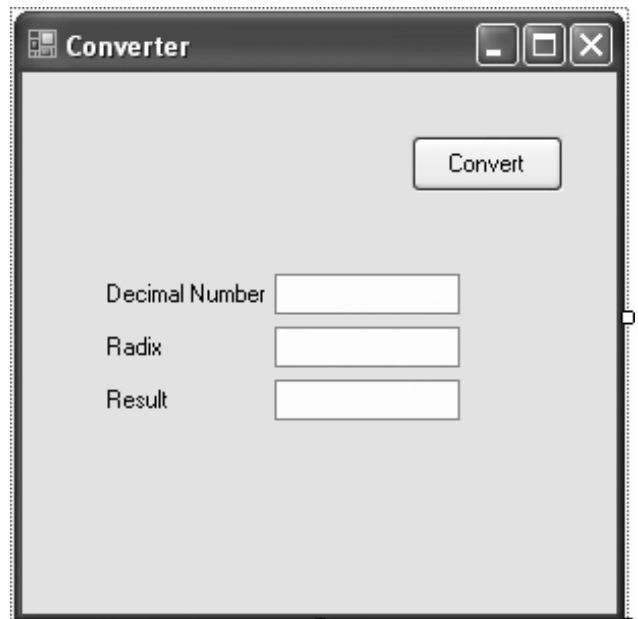 Converter
Convert
Decimal Number
Radix
Result